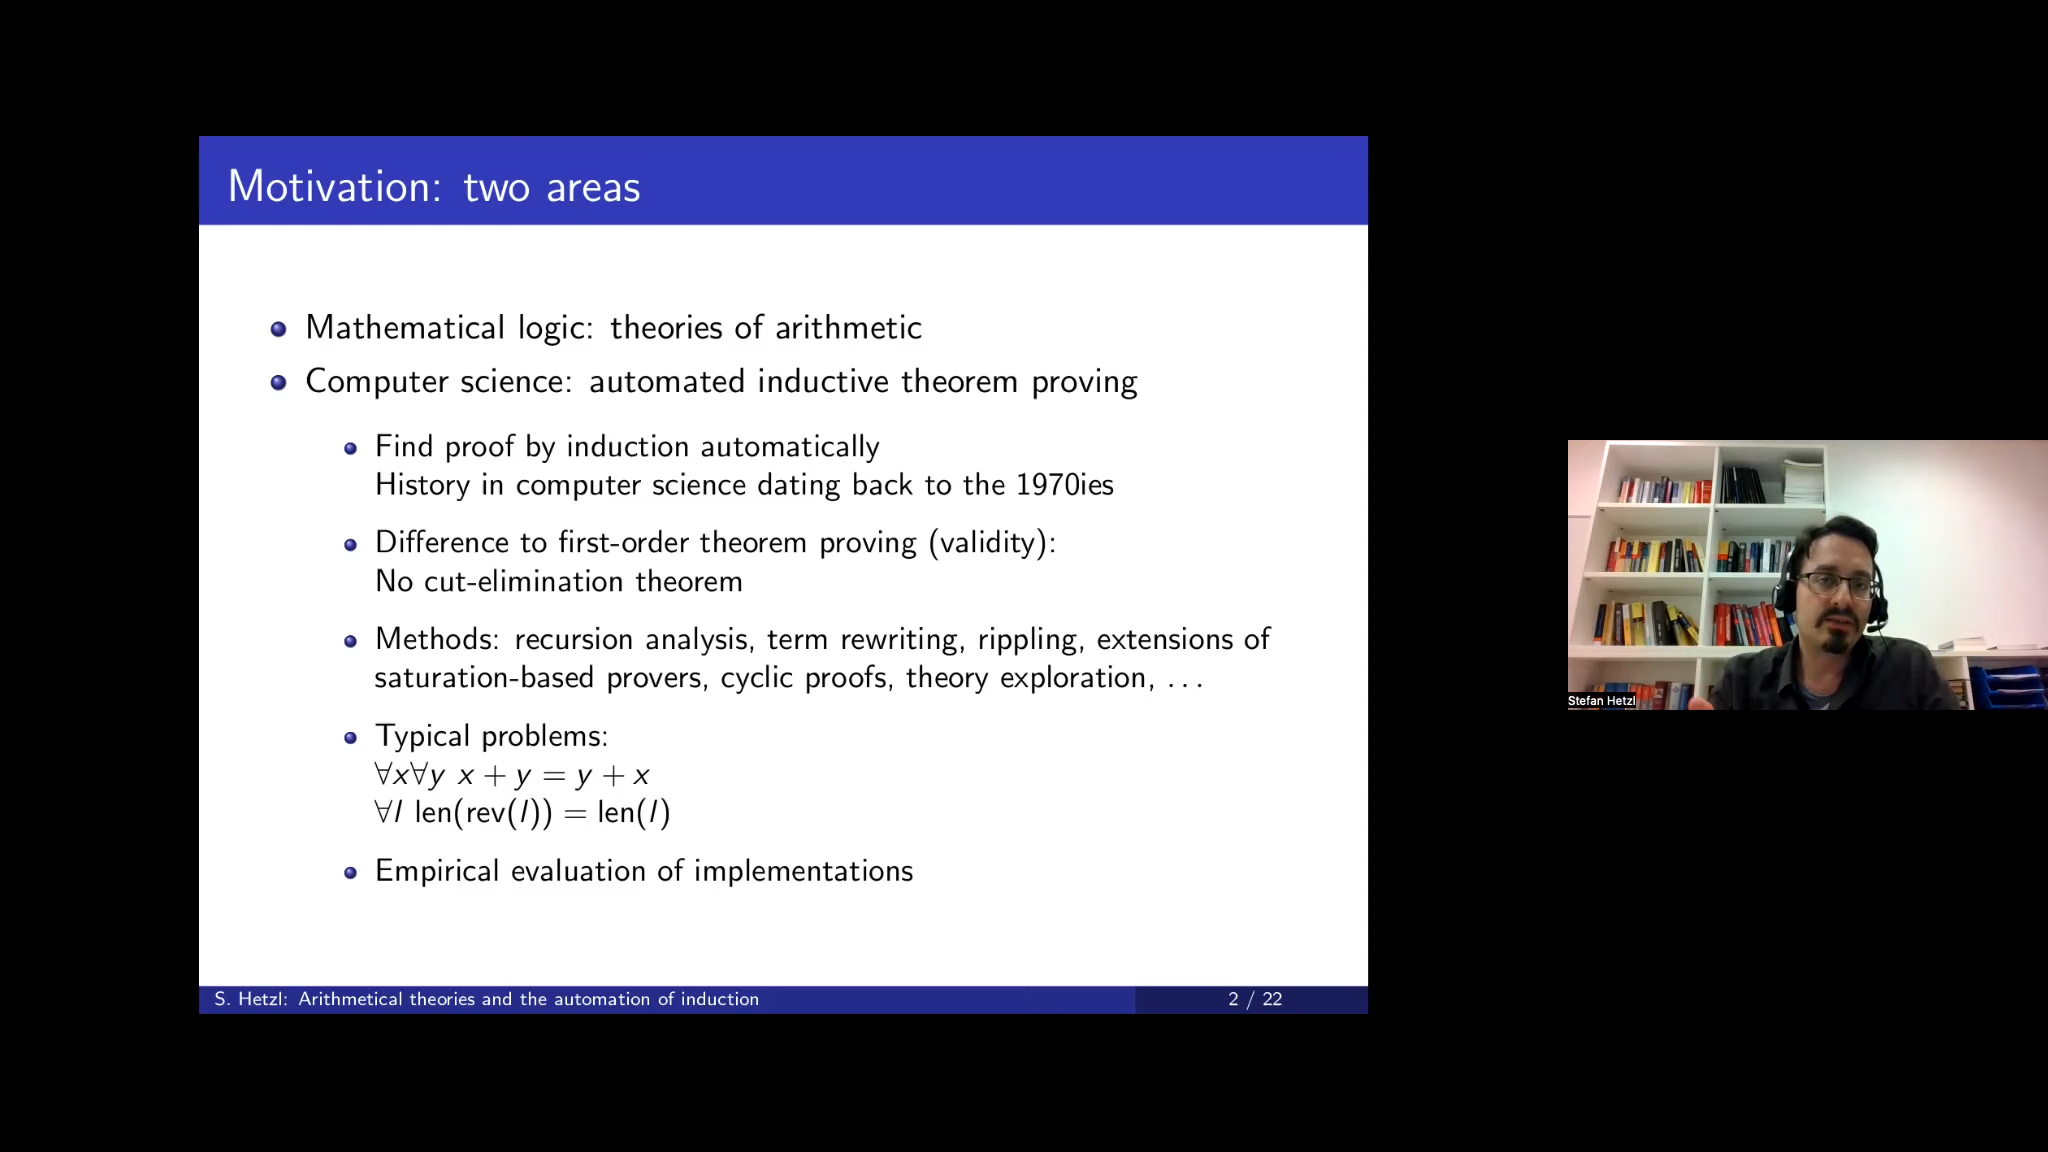 Motivation: two areas
Mathematical logic: theories of arithmetic
Computer science: automated inductive theorem proving
Find proof by induction automatically
History in computer science dating back to the 1970ies
Difference to first-order theorem proving (validity):
No cut-elimination theorem
Methods: recursion analysis, term rewriting, rippling, extensions of
saturation-based provers, cyclic proofs, theory exploration, ...
Typical problems:
∀x∀y x + y = y + x
∀l len(rev(l)) = len(l)
Empirical evaluation of implementations
S. Hetzl: Arithmetical theories and the automation of induction
2 / 22
Stefan Hetzl